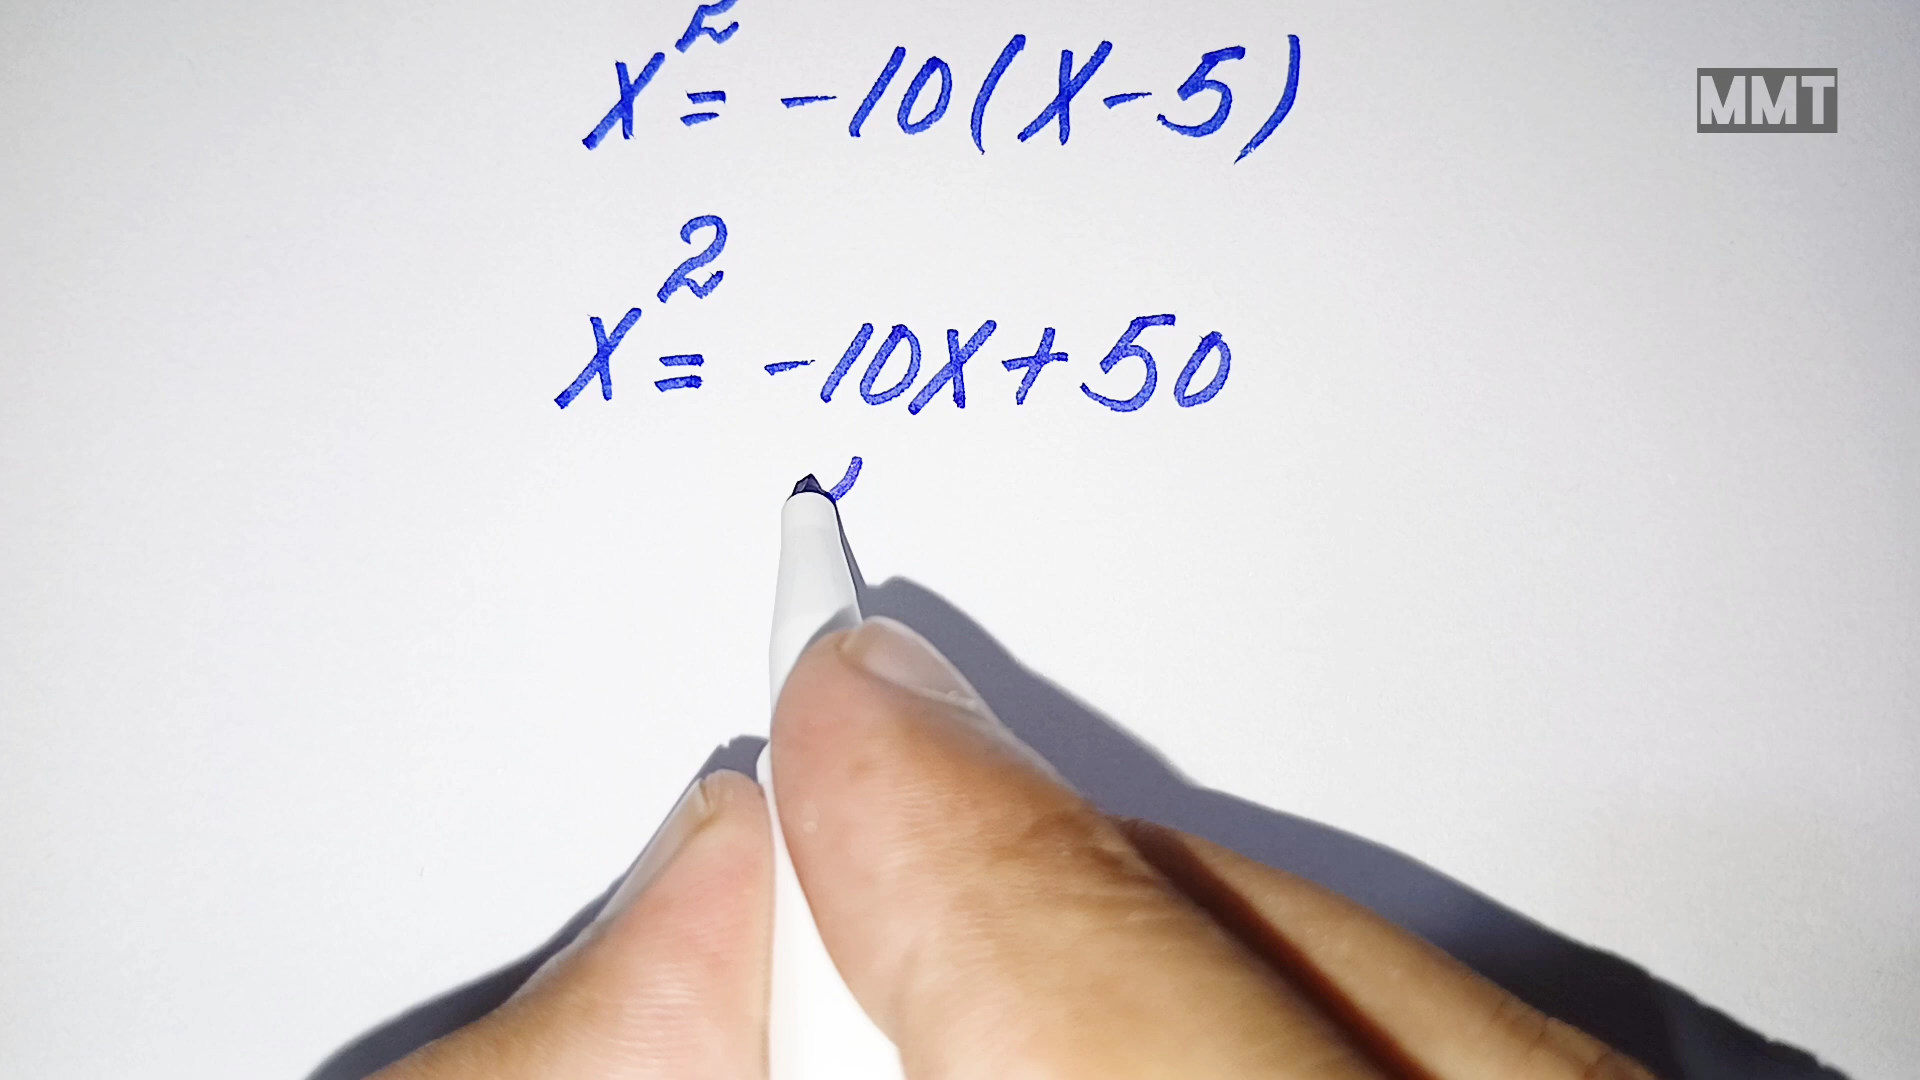 x² = -10(x-5)
MMT
x² = -10x+50